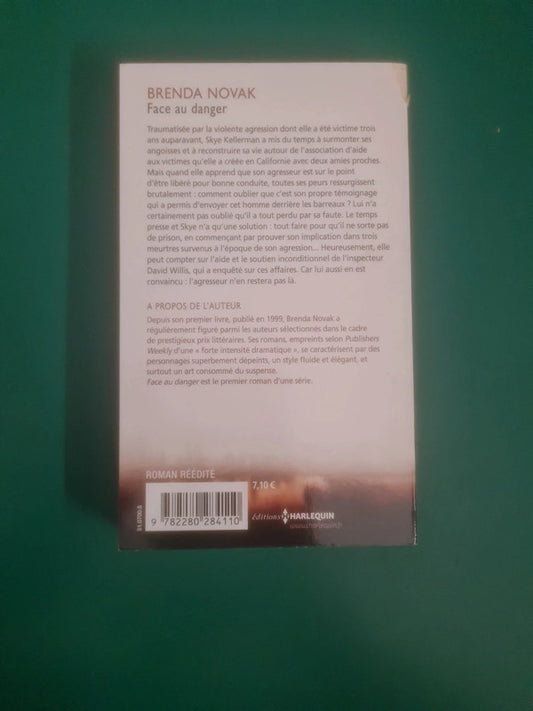 BRENDA NOVAK
Face au danger
Traumatisée par la violente agression dont elle a été victime trois
ans auparavant, Skye Kellerman a mis du temps à surmonter ses
angoisses et à reconstruire sa vie autour de l'association d'aide
aux victimes qu'elle a créée en Californie avec deux amies proches.
Mais quand elle apprend que son agresseur est sur le point
d'être libéré pour bonne conduite, toutes ses peurs ressurgissent
brutalement : comment oublier que c'est son propre témoignage
qui a permis d'envoyer cet homme derrière les barreaux ? Lui n'a
certainement pas oublié qu'il a tout perdu par sa faute. Le temps
presse et Skye n'a qu'une solution : tout faire pour qu'il ne sorte pas
de prison, en commençant par prouver son implication dans trois
meurtres survenus à l'époque de son agression... Heureusement, elle
peut compter sur l'aide et le soutien inconditionnel de l'inspecteur
David Willis, qui a enquêté sur ces affaires. Car lui aussi en est
convaincu : l'agresseur n'en restera pas là.
A PROPOS DE L'AUTEUR
Depuis son premier livre, publié en 1999, Brenda Novak a
régulièrement figuré parmi les auteurs sélectionnés dans le cadre
de prestigieux prix littéraires. Ses romans, empreints selon Publishers
Weekly d'une « forte intensité dramatique », se caractérisent par des
personnages superbement dépeints, un style fluide et élégant, et
surtout un art consommé du suspense.
Face au danger est le premier roman d'une série.
ROMAN RÉÉDITÉ
7,10 €
9 782280 284110
éditions HARLEQUIN
www.harlequin.fr